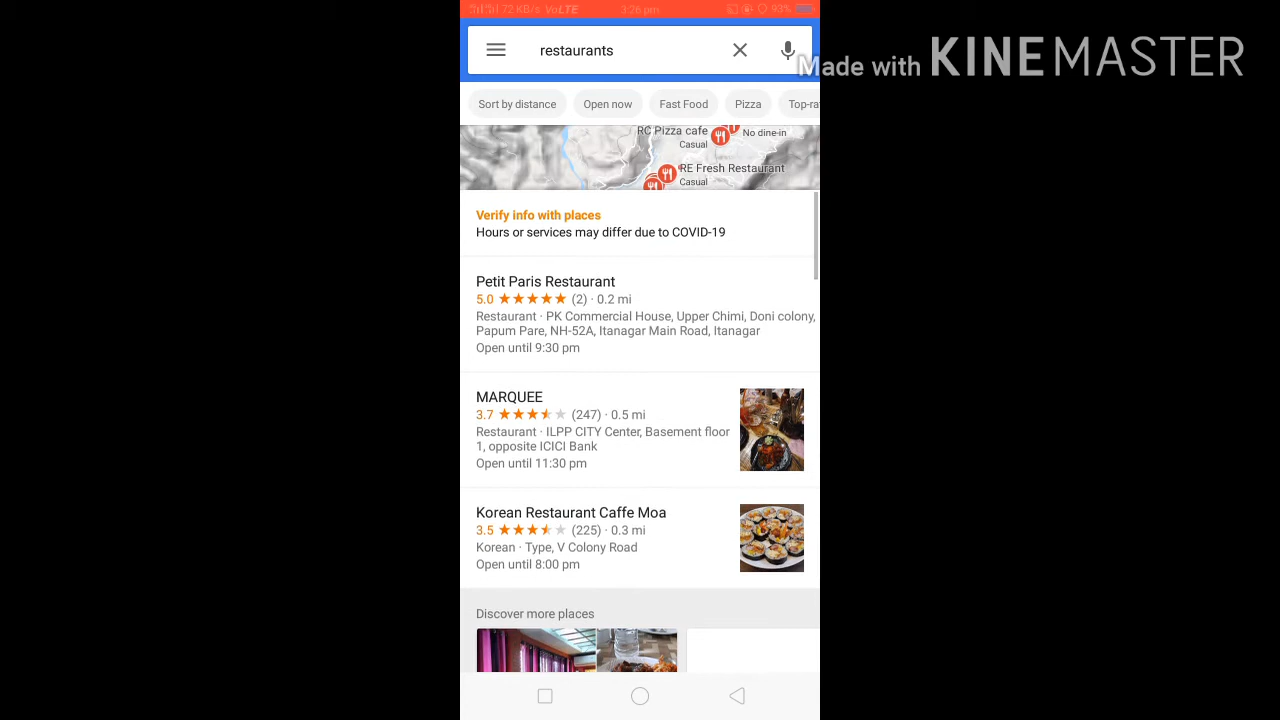 72 KB/s VoLTE 3:26 pm 93%
restaurants
Made with KINEMASTER
Sort by distance Open now Fast Food Pizza Top-ra
RC Pizza cafe
Casual
No dine-in
RE Fresh Restaurant
Casual
Verify info with places
Hours or services may differ due to COVID-19
Petit Paris Restaurant
5.0 ★★★★★ (2) · 0.2 mi
Restaurant · PK Commercial House, Upper Chimi, Doni colony,
Papum Pare, NH-52A, Itanagar Main Road, Itanagar
Open until 9:30 pm
MARQUEE
3.7 (247) · 0.5 mi
Restaurant · ILPP CITY Center, Basement floor
1, opposite ICICI Bank
Open until 11:30 pm
Korean Restaurant Caffe Moa
3.5 (225) · 0.3 mi
Korean · Type, V Colony Road
Open until 8:00 pm
Discover more places